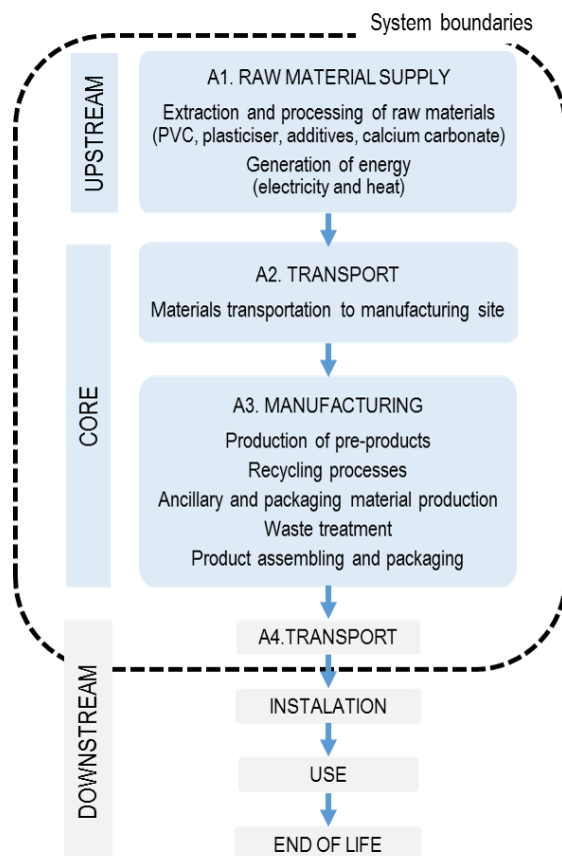 System boundaries
UPSTREAM
A1. RAW MATERIAL SUPPLY
Extraction and processing of raw materials
(PVC, plasticiser, additives, calcium carbonate)
Generation of energy
(electricity and heat)
CORE
A2. TRANSPORT
Materials transportation to manufacturing site
A3. MANUFACTURING
Production of pre-products
Recycling processes
Ancillary and packaging material production
Waste treatment
Product assembling and packaging
DOWNSTREAM
A4.TRANSPORT
INSTALATION
USE
END OF LIFE